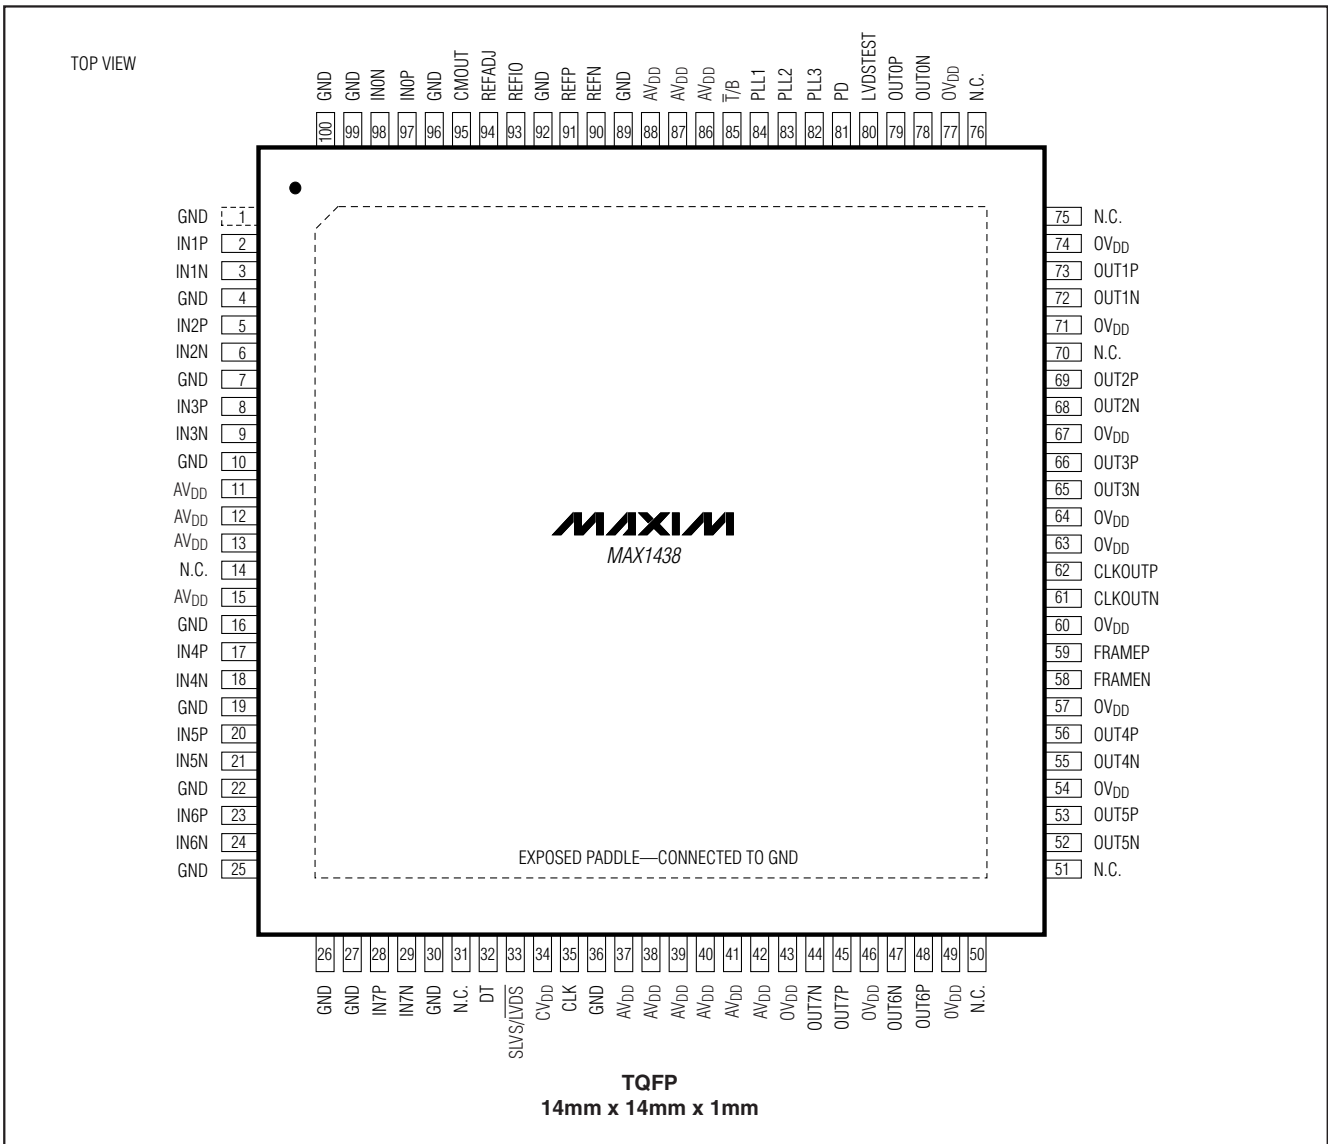 TOP VIEW
GND
GND
IN0N
IN0P
GND
CMOUT
REFADJ
REFIO
GND
REFP
REFN
GND
AVDD
AVDD
AVDD
T/B
PLL1
PLL2
PLL3
PD
LVDSTEST
OUT0P
OUT0N
OVDD
N.C.
100 99 98 97 96 95 94 93 92 91 90 89 88 87 86 85 84 83 82 81 80 79 78 77 76
GND 1
IN1P 2
IN1N 3
GND 4
IN2P 5
IN2N 6
GND 7
IN3P 8
IN3N 9
GND 10
AVDD 11
AVDD 12
AVDD 13
N.C. 14
AVDD 15
GND 16
IN4P 17
IN4N 18
GND 19
IN5P 20
IN5N 21
GND 22
IN6P 23
IN6N 24
GND 25
MAXIM
MAX1438
EXPOSED PADDLE—CONNECTED TO GND
75 N.C.
74 OVDD
73 OUT1P
72 OUT1N
71 OVDD
70 N.C.
69 OUT2P
68 OUT2N
67 OVDD
66 OUT3P
65 OUT3N
64 OVDD
63 OVDD
62 CLKOUTP
61 CLKOUTN
60 OVDD
59 FRAMEP
58 FRAMEN
57 OVDD
56 OUT4P
55 OUT4N
54 OVDD
53 OUT5P
52 OUT5N
51 N.C.
26 27 28 29 30 31 32 33 34 35 36 37 38 39 40 41 42 43 44 45 46 47 48 49 50
GND
GND
IN7P
IN7N
GND
N.C.
DT
SLVS/LVDS
CVDD
CLK
GND
AVDD
AVDD
AVDD
AVDD
AVDD
AVDD
OVDD
OUT7N
OUT7P
OVDD
OUT6N
OUT6P
OVDD
N.C.
TQFP
14mm x 14mm x 1mm